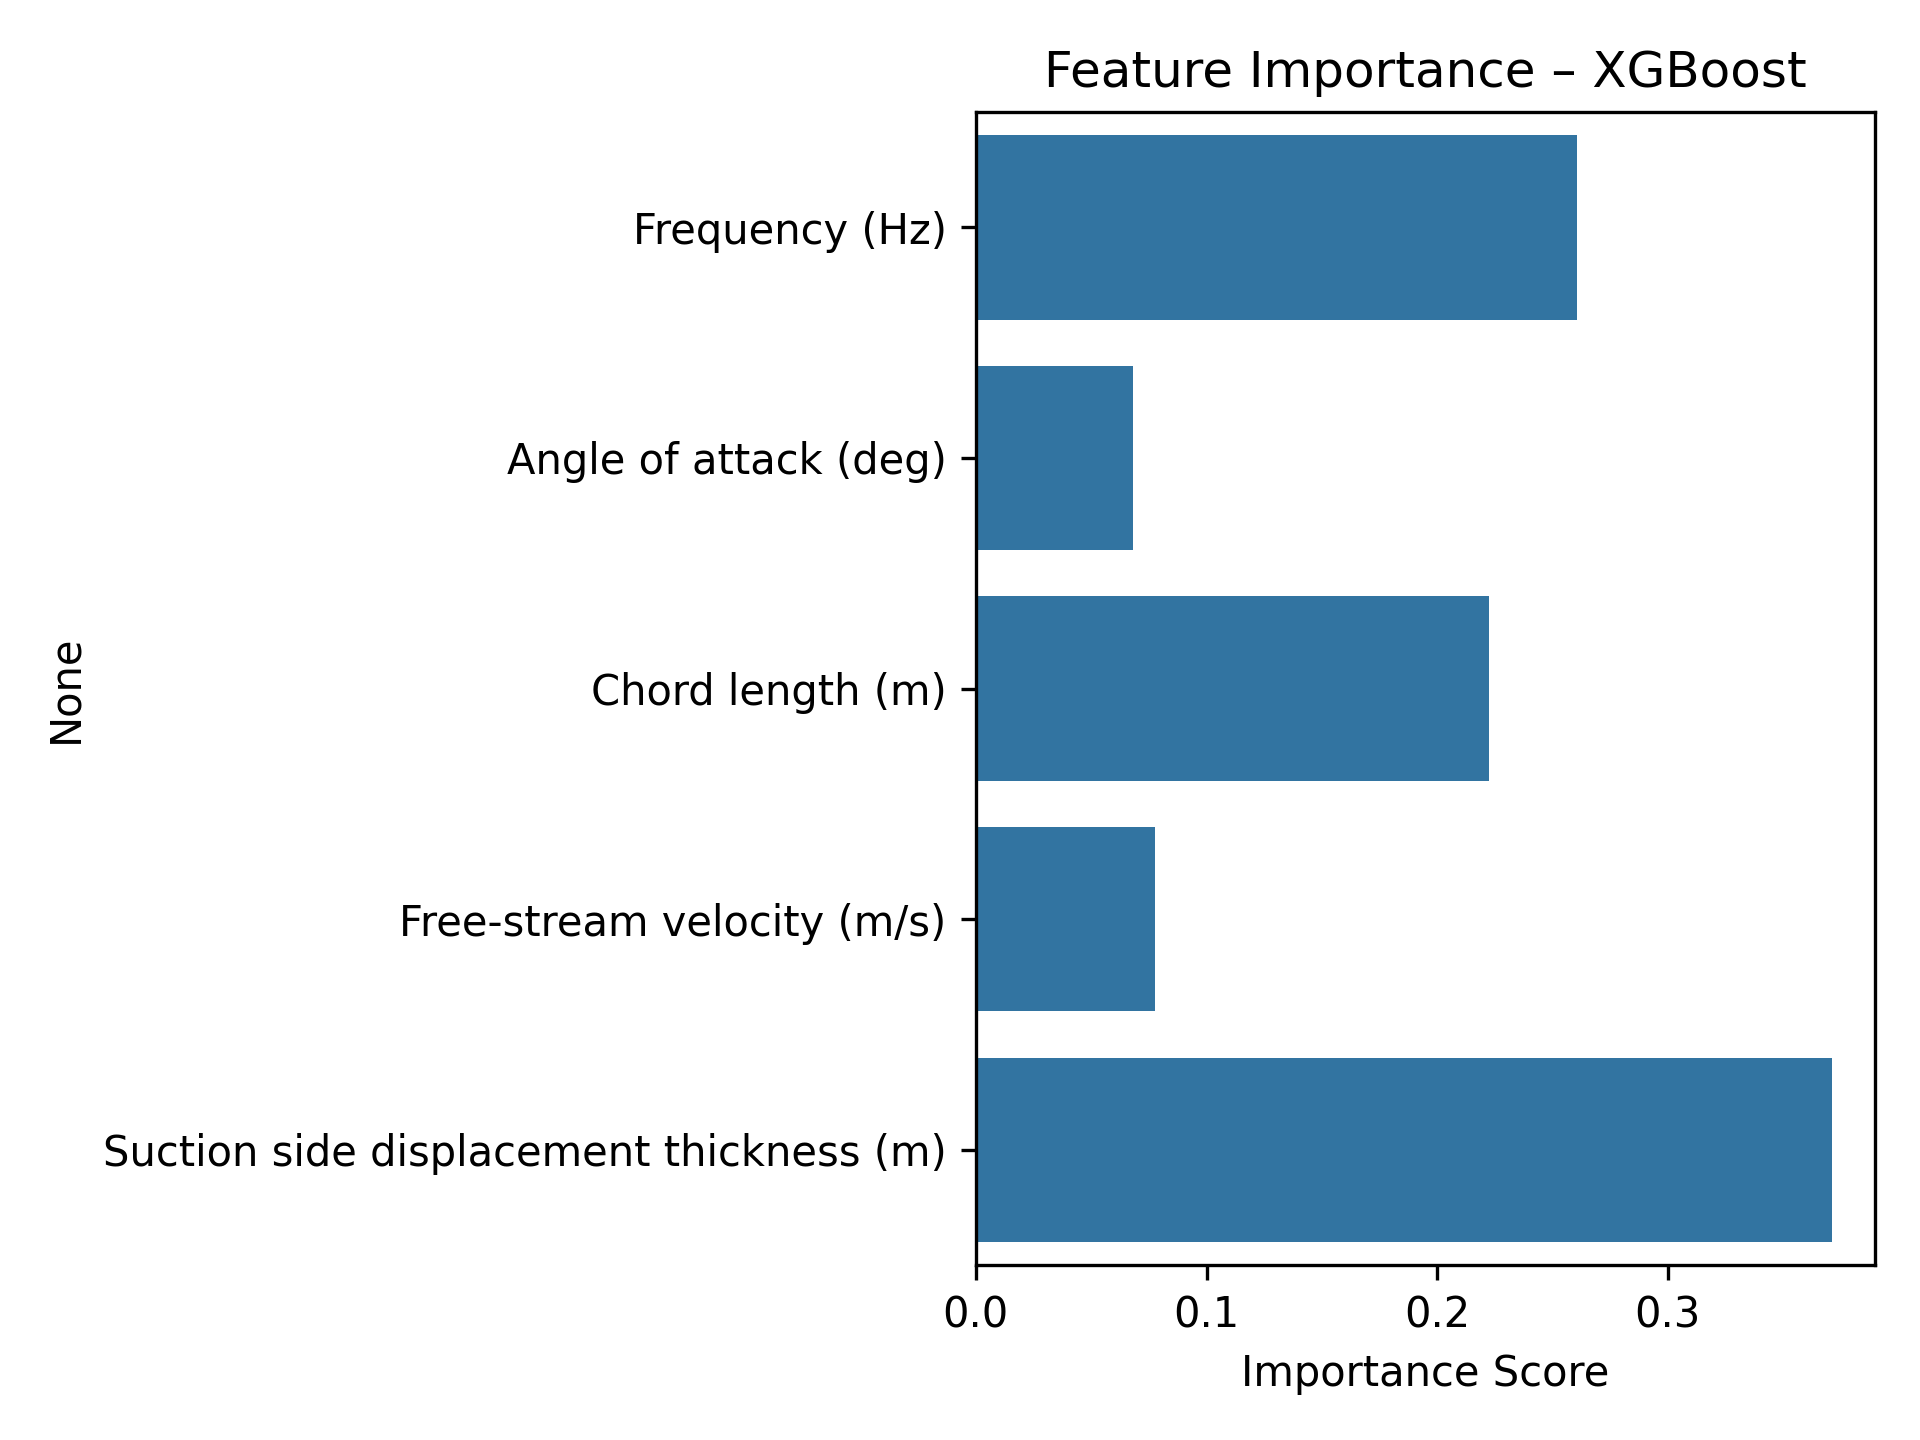 Feature Importance – XGBoost
Frequency (Hz)
Angle of attack (deg)
Chord length (m)
Free-stream velocity (m/s)
Suction side displacement thickness (m)
None
0.0 0.1 0.2 0.3
Importance Score